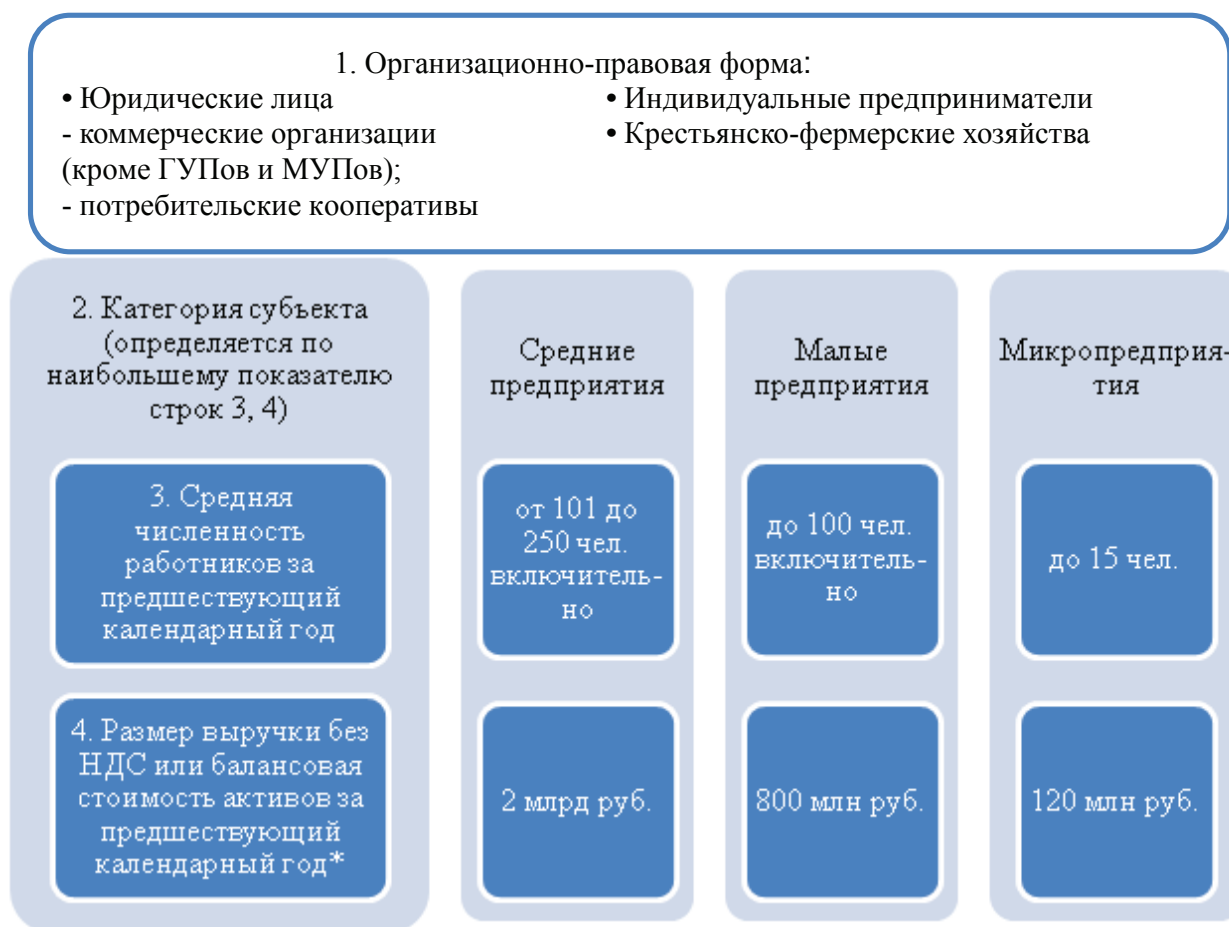 1. Организационно-правовая форма:
• Юридические лица
- коммерческие организации
(кроме ГУПов и МУПов);
- потребительские кооперативы
• Индивидуальные предприниматели
• Крестьянско-фермерские хозяйства
2. Категория субъекта
(определяется по
наибольшему показателю
строк 3, 4)
Средние
предприятия
Малые
предприятия
Микропредприя-
тия
3. Средняя
численность
работников за
предшествующий
календарный год
от 101 до
250 чел.
включитель-
но
до 100 чел.
включитель-
но
до 15 чел.
4. Размер выручки без
НДС или балансовая
стоимость активов за
предшествующий
календарный год*
2 млрд руб.
800 млн руб.
120 млн руб.